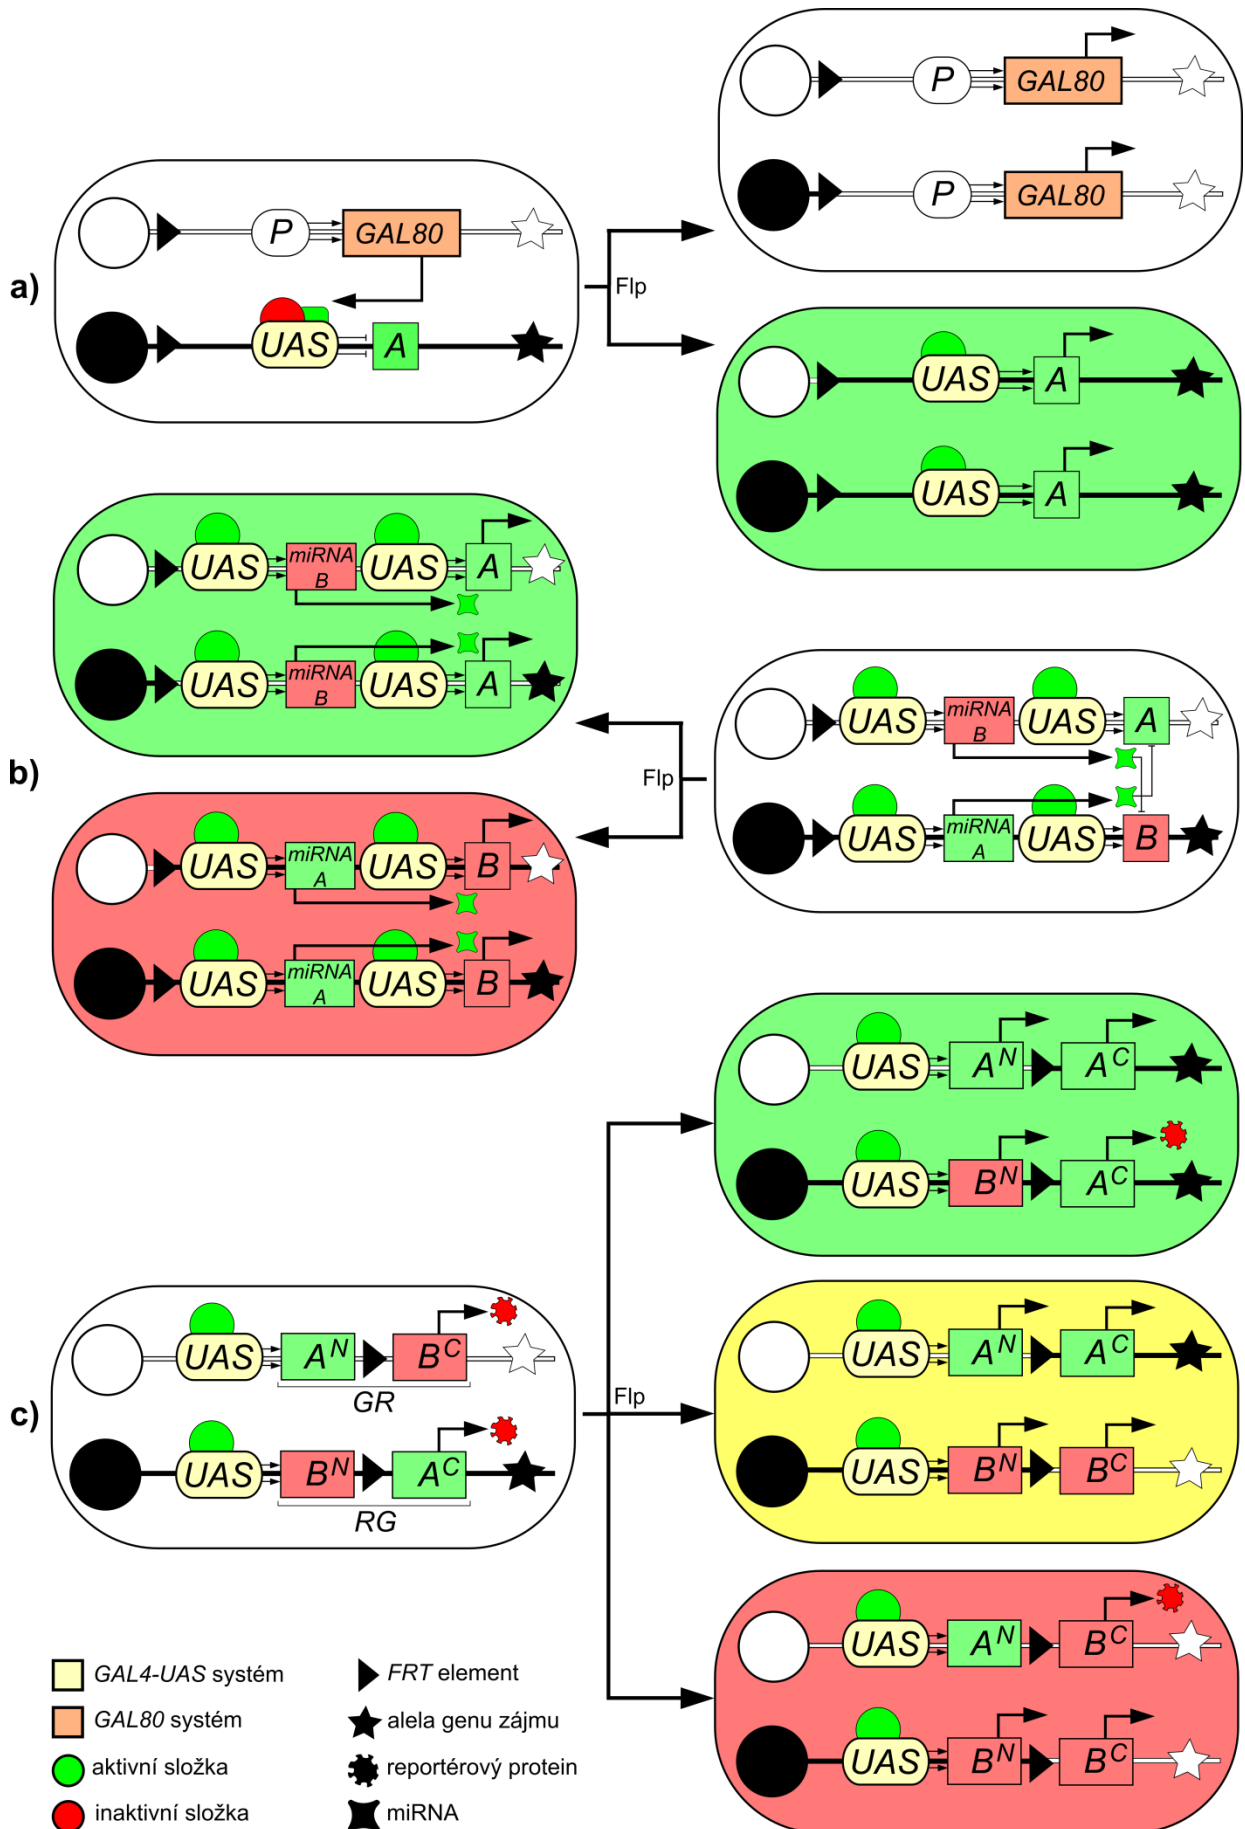 a)
P
GAL80
UAS
A
Flp
P
GAL80
P
GAL80
UAS
A
UAS
A
b)
UAS
miRNA
B
UAS
A
UAS
miRNA
B
UAS
A
UAS
miRNA
A
UAS
B
UAS
miRNA
A
UAS
B
Flp
UAS
miRNA
B
UAS
A
UAS
miRNA
A
UAS
B
c)
UAS
A^N
B^C
GR
UAS
B^N
A^C
RG
Flp
UAS
A^N
A^C
UAS
B^N
A^C
UAS
A^N
A^C
UAS
B^N
B^C
UAS
A^N
B^C
UAS
B^N
B^C
GAL4-UAS systém
GAL80 systém
aktivní složka
inaktivní složka
FRT element
alela genu zájmu
reportérový protein
miRNA